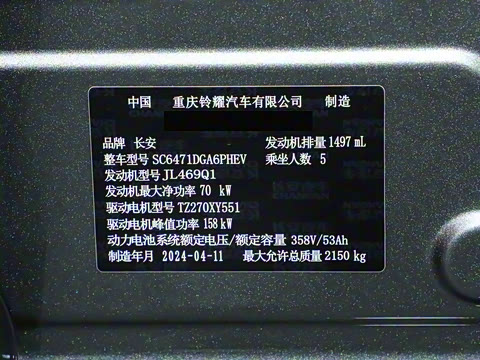 中国 重庆铃耀汽车有限公司 制造
品牌 长安 发动机排量 1497 mL
整车型号 SC6471DGA6PHEV 乘坐人数 5
发动机型号 JL469Q1
发动机最大净功率 70 kW
驱动电机型号 TZ270XY551
驱动电机峰值功率 158 kW
动力电池系统额定电压/额定容量 358V/53Ah
制造年月 2024-04-11 最大允许总质量 2150 kg